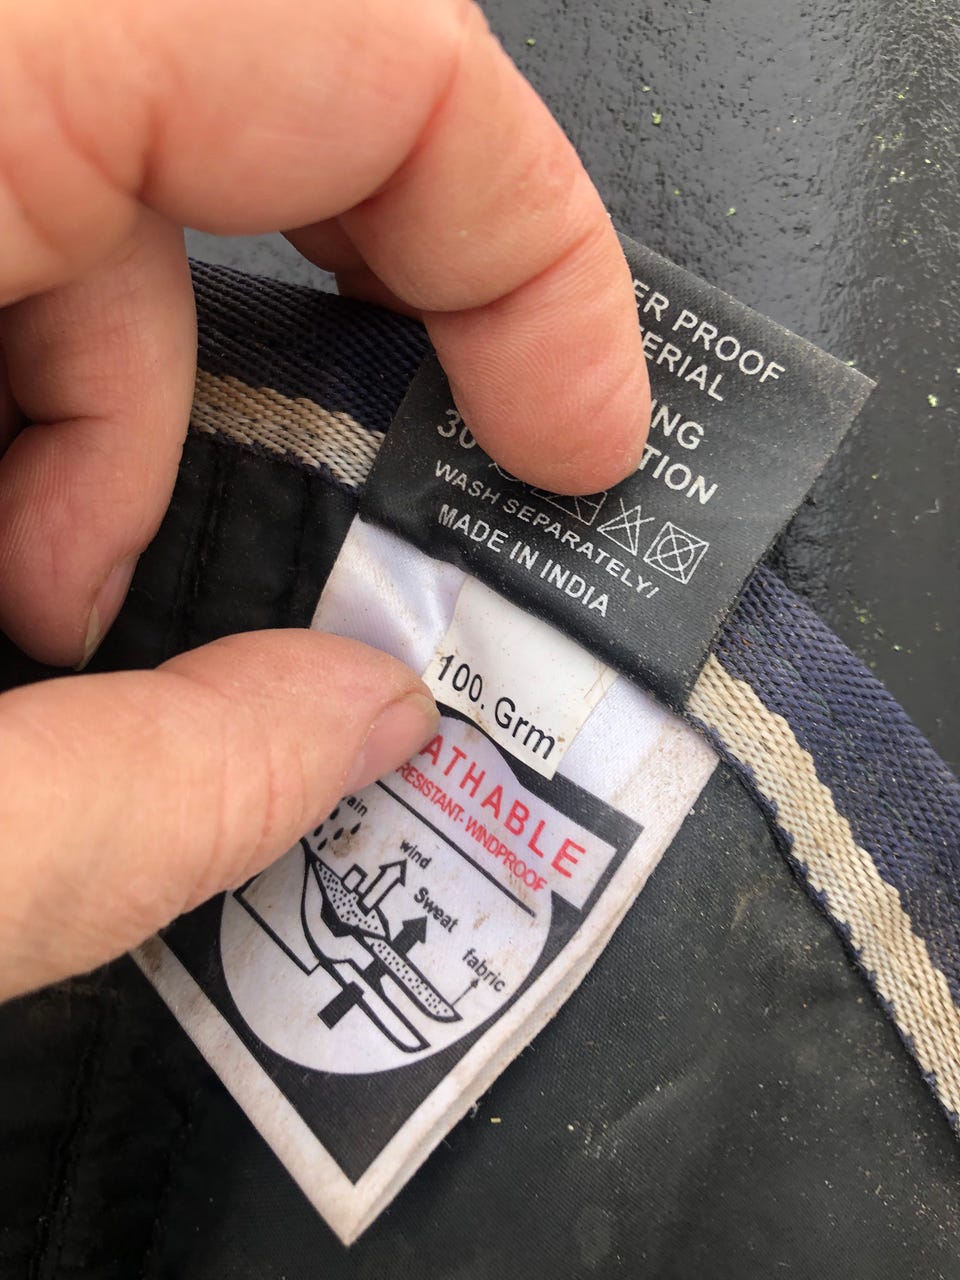 ER PROOF
ERIAL
ING
TION
30
WASH SEPARATELY/
MADE IN INDIA
100. Grm
ATHABLE
RESISTANT- WINDPROOF
ain
wind
Sweat
fabric